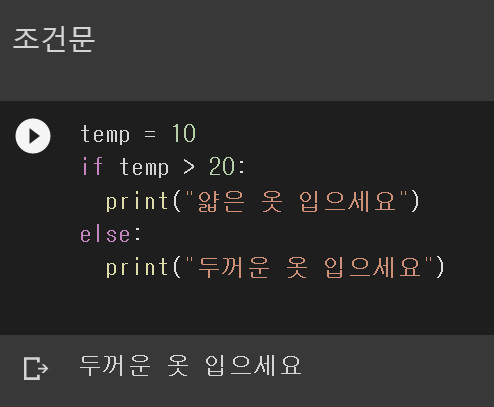 조건문
temp = 10
if temp > 20:
  print("얇은 옷 입으세요")
else:
  print("두꺼운 옷 입으세요")
두꺼운 옷 입으세요